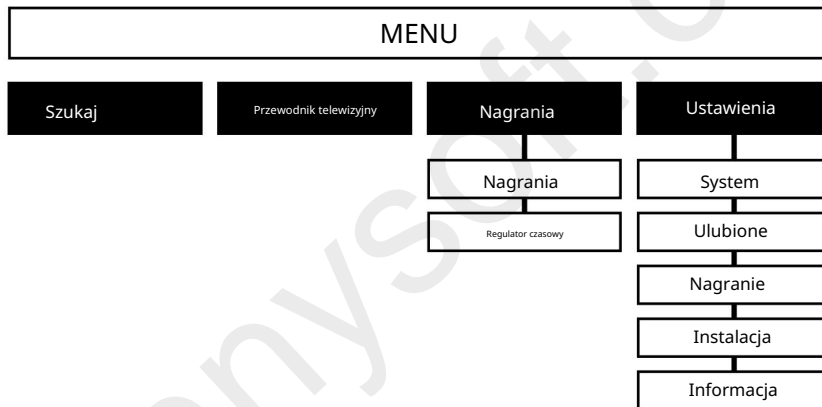 MENU
Szukaj
Przewodnik telewizyjny
Nagrania
Ustawienia
Nagrania
System
Regulator czasowy
Ulubione
Nagranie
Instalacja
Informacja